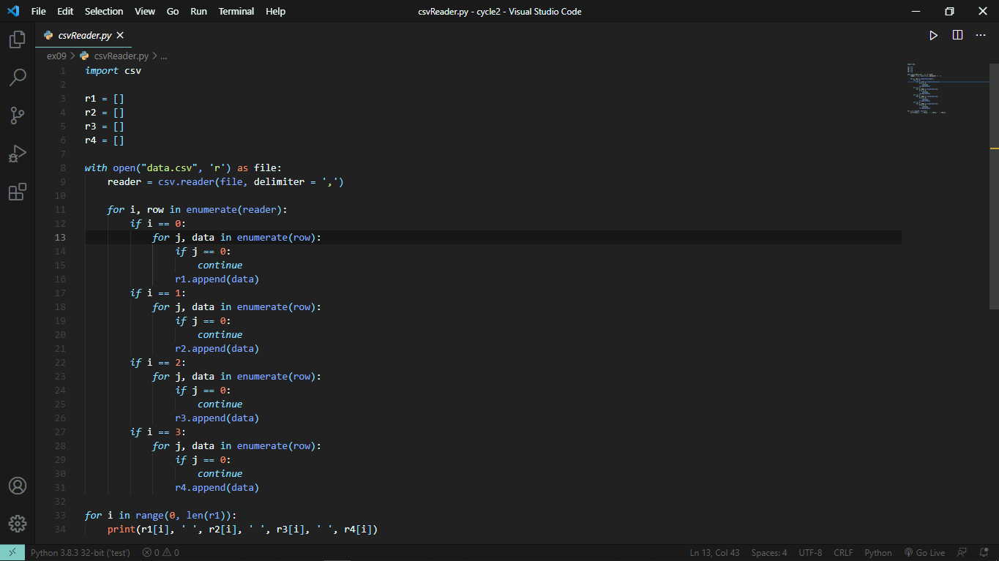 File Edit Selection View Go Run Terminal Help csvReader.py - cycle2 - Visual Studio Code
csvReader.py
ex09 > csvReader.py > ...
1 import csv
2
3 r1 = []
4 r2 = []
5 r3 = []
6 r4 = []
7
8 with open("data.csv", 'r') as file:
9     reader = csv.reader(file, delimiter = ',')
10
11     for i, row in enumerate(reader):
12         if i == 0:
13             for j, data in enumerate(row):
14                 if j == 0:
15                     continue
16                 r1.append(data)
17         if i == 1:
18             for j, data in enumerate(row):
19                 if j == 0:
20                     continue
21                 r2.append(data)
22         if i == 2:
23             for j, data in enumerate(row):
24                 if j == 0:
25                     continue
26                 r3.append(data)
27         if i == 3:
28             for j, data in enumerate(row):
29                 if j == 0:
30                     continue
31                 r4.append(data)
32
33 for i in range(0, len(r1)):
34     print(r1[i], ' ', r2[i], ' ', r3[i], ' ', r4[i])
Python 3.8.3 32-bit ('test') 0 0 Ln 13, Col 43 Spaces: 4 UTF-8 CRLF Python Go Live